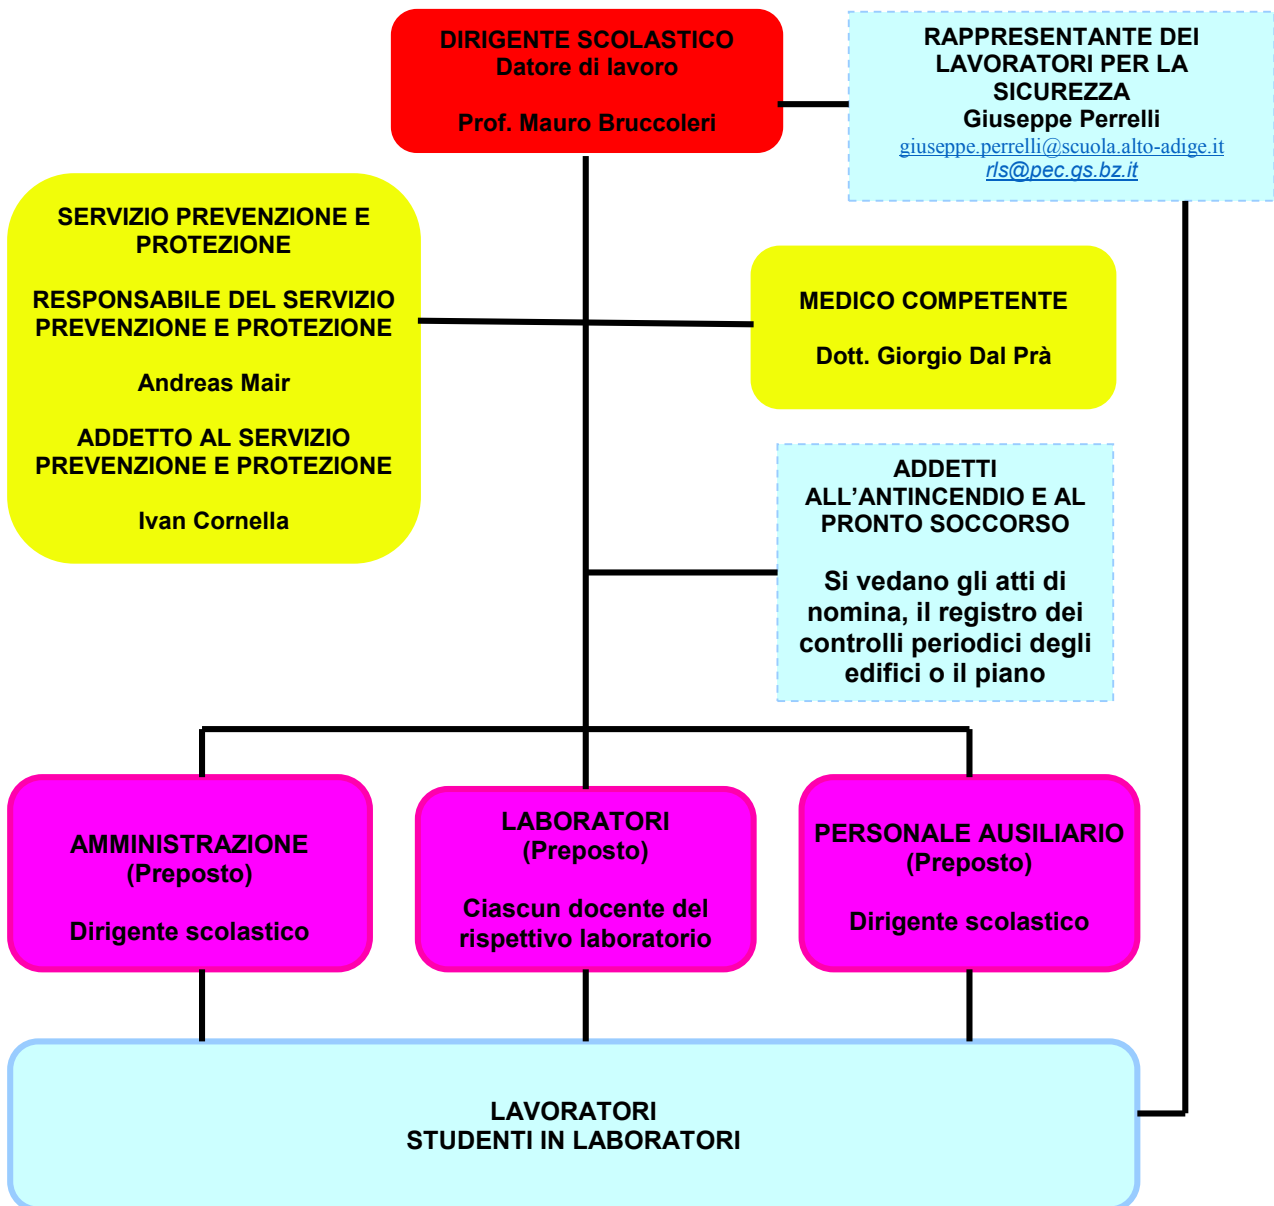 DIRIGENTE SCOLASTICO
Datore di lavoro
Prof. Mauro Bruccoleri
RAPPRESENTANTE DEI
LAVORATORI PER LA
SICUREZZA
Giuseppe Perrelli
giuseppe.perrelli@scuola.alto-adige.it
rls@pec.gs.bz.it
SERVIZIO PREVENZIONE E
PROTEZIONE
RESPONSABILE DEL SERVIZIO
PREVENZIONE E PROTEZIONE
Andreas Mair
ADDETTO AL SERVIZIO
PREVENZIONE E PROTEZIONE
Ivan Cornella
MEDICO COMPETENTE
Dott. Giorgio Dal Prà
ADDETTI
ALL’ANTINCENDIO E AL
PRONTO SOCCORSO
Si vedano gli atti di
nomina, il registro dei
controlli periodici degli
edifici o il piano
AMMINISTRAZIONE
(Preposto)
Dirigente scolastico
LABORATORI
(Preposto)
Ciascun docente del
rispettivo laboratorio
PERSONALE AUSILIARIO
(Preposto)
Dirigente scolastico
LAVORATORI
STUDENTI IN LABORATORI